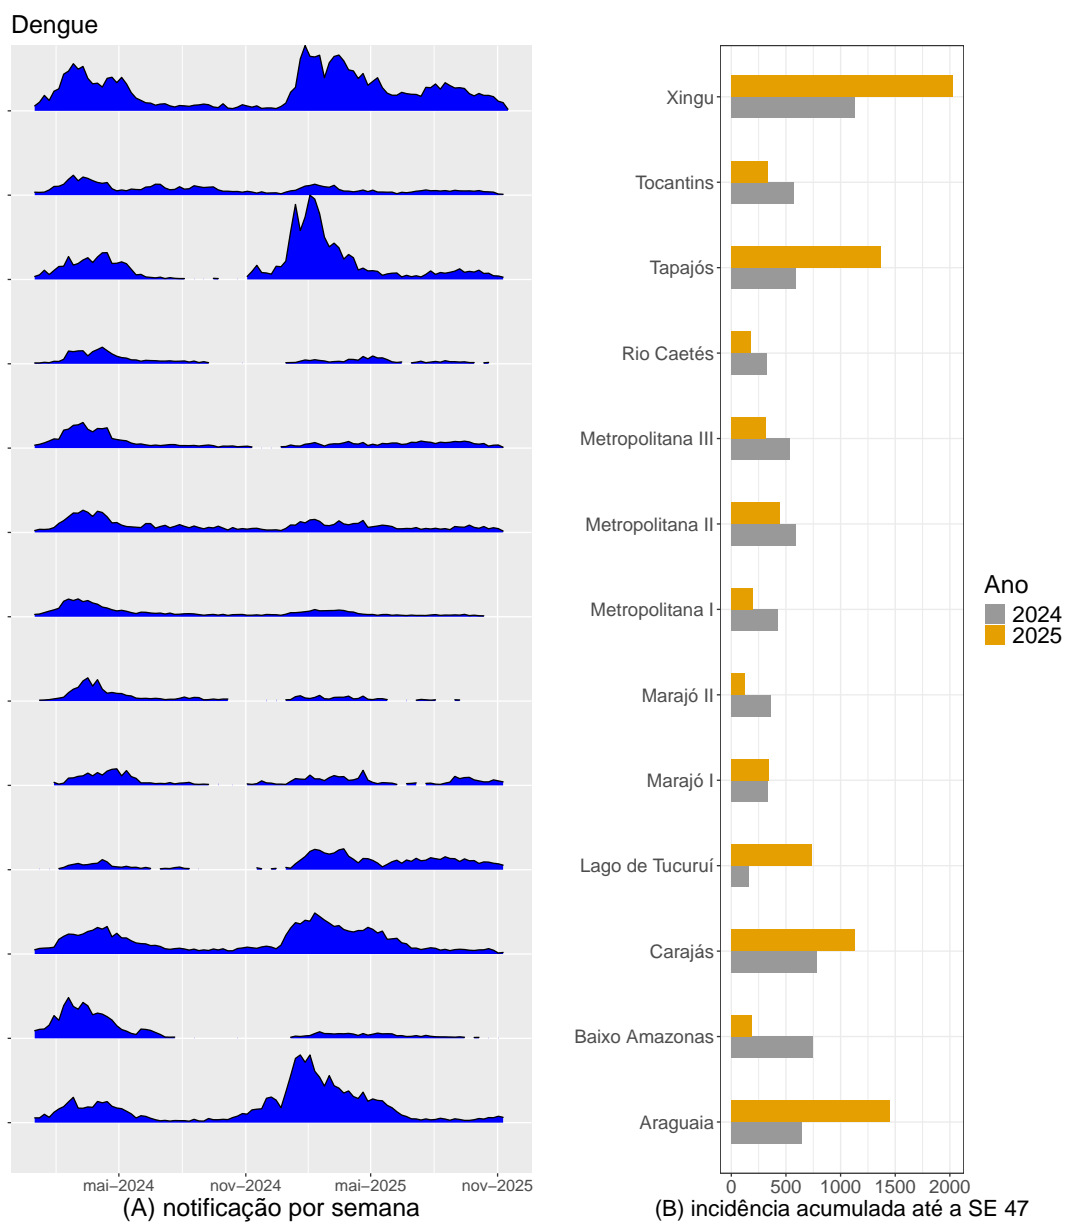 Dengue
Xingu
Tocantins
Tapajós
Rio Caetés
Metropolitana III
Metropolitana II
Metropolitana I
Marajó II
Marajó I
Lago de Tucuruí
Carajás
Baixo Amazonas
Araguaia
Ano
2024
2025
mai–2024 nov–2024 mai–2025 nov–2025
0 500 1000 1500 2000
(A) notificação por semana
(B) incidência acumulada até a SE 47